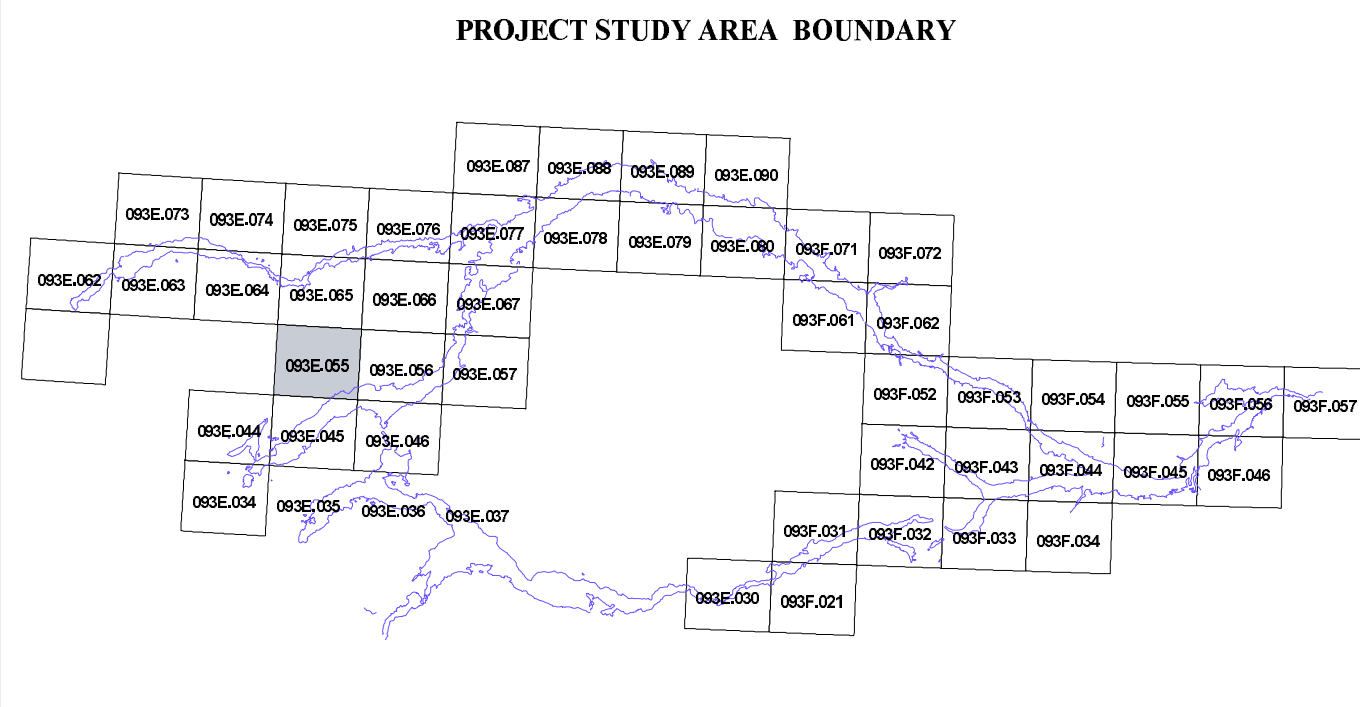 PROJECT STUDY AREA BOUNDARY
093E.087 093E.088 093E.089 093E.090
093E.073 093E.074 093E.075 093E.076 093E.077 093E.078 093E.079 093E.080 093F.071 093F.072
093E.062 093E.063 093E.064 093E.065 093E.066 093E.067 093F.061 093F.062
093E.055 093E.056 093E.057 093F.052 093F.053 093F.054 093F.055 093F.056 093F.057
093E.044 093E.045 093E.046 093F.042 093F.043 093F.044 093F.045 093F.046
093E.034 093E.035 093E.036 093E.037 093F.031 093F.032 093F.033 093F.034
093E.030 093F.021